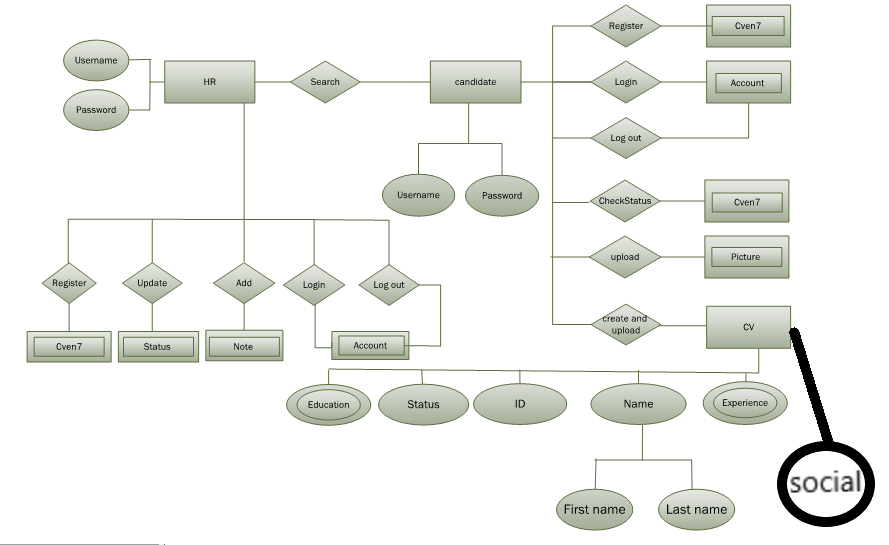 Register
Cven7
Username
HR
Search
candidate
Login
Account
Password
Log out
Username
Password
CheckStatus
Cven7
upload
Picture
Register
Update
Add
Login
Log out
create and
upload
CV
Cven7
Status
Note
Account
Education
Status
ID
Name
Experience
social
First name
Last name